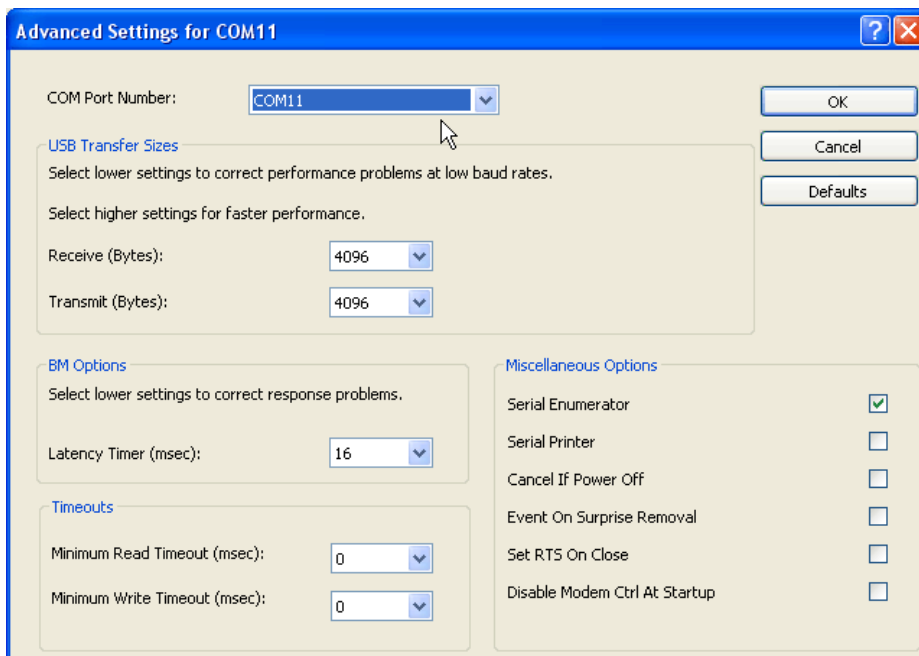 Advanced Settings for COM11
COM Port Number: COM11
OK
USB Transfer Sizes
Cancel
Select lower settings to correct performance problems at low baud rates.
Defaults
Select higher settings for faster performance.
Receive (Bytes): 4096
Transmit (Bytes): 4096
BM Options
Select lower settings to correct response problems.
Latency Timer (msec): 16
Timeouts
Minimum Read Timeout (msec): 0
Minimum Write Timeout (msec): 0
Miscellaneous Options
Serial Enumerator
Serial Printer
Cancel If Power Off
Event On Surprise Removal
Set RTS On Close
Disable Modem Ctrl At Startup